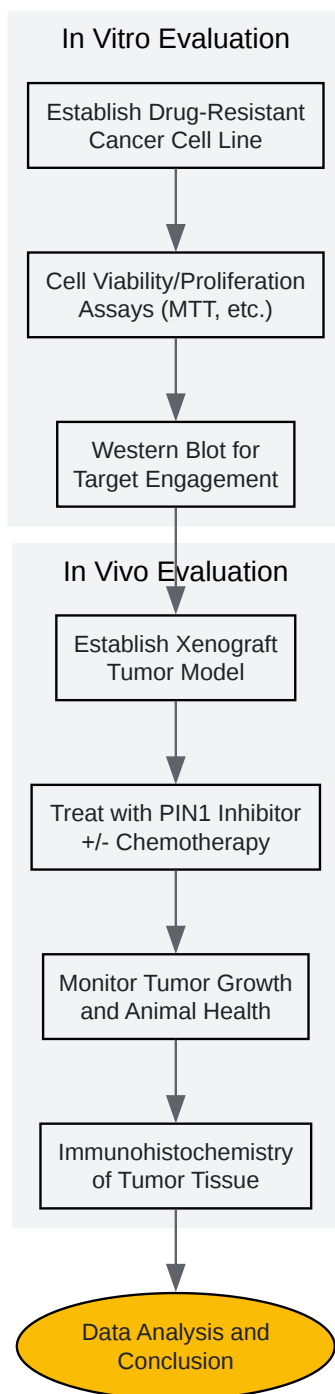 In Vitro Evaluation
Establish Drug-Resistant
Cancer Cell Line
Cell Viability/Proliferation
Assays (MTT, etc.)
Western Blot for
Target Engagement
In Vivo Evaluation
Establish Xenograft
Tumor Model
Treat with PIN1 Inhibitor
+/- Chemotherapy
Monitor Tumor Growth
and Animal Health
Immunohistochemistry
of Tumor Tissue
Data Analysis and
Conclusion